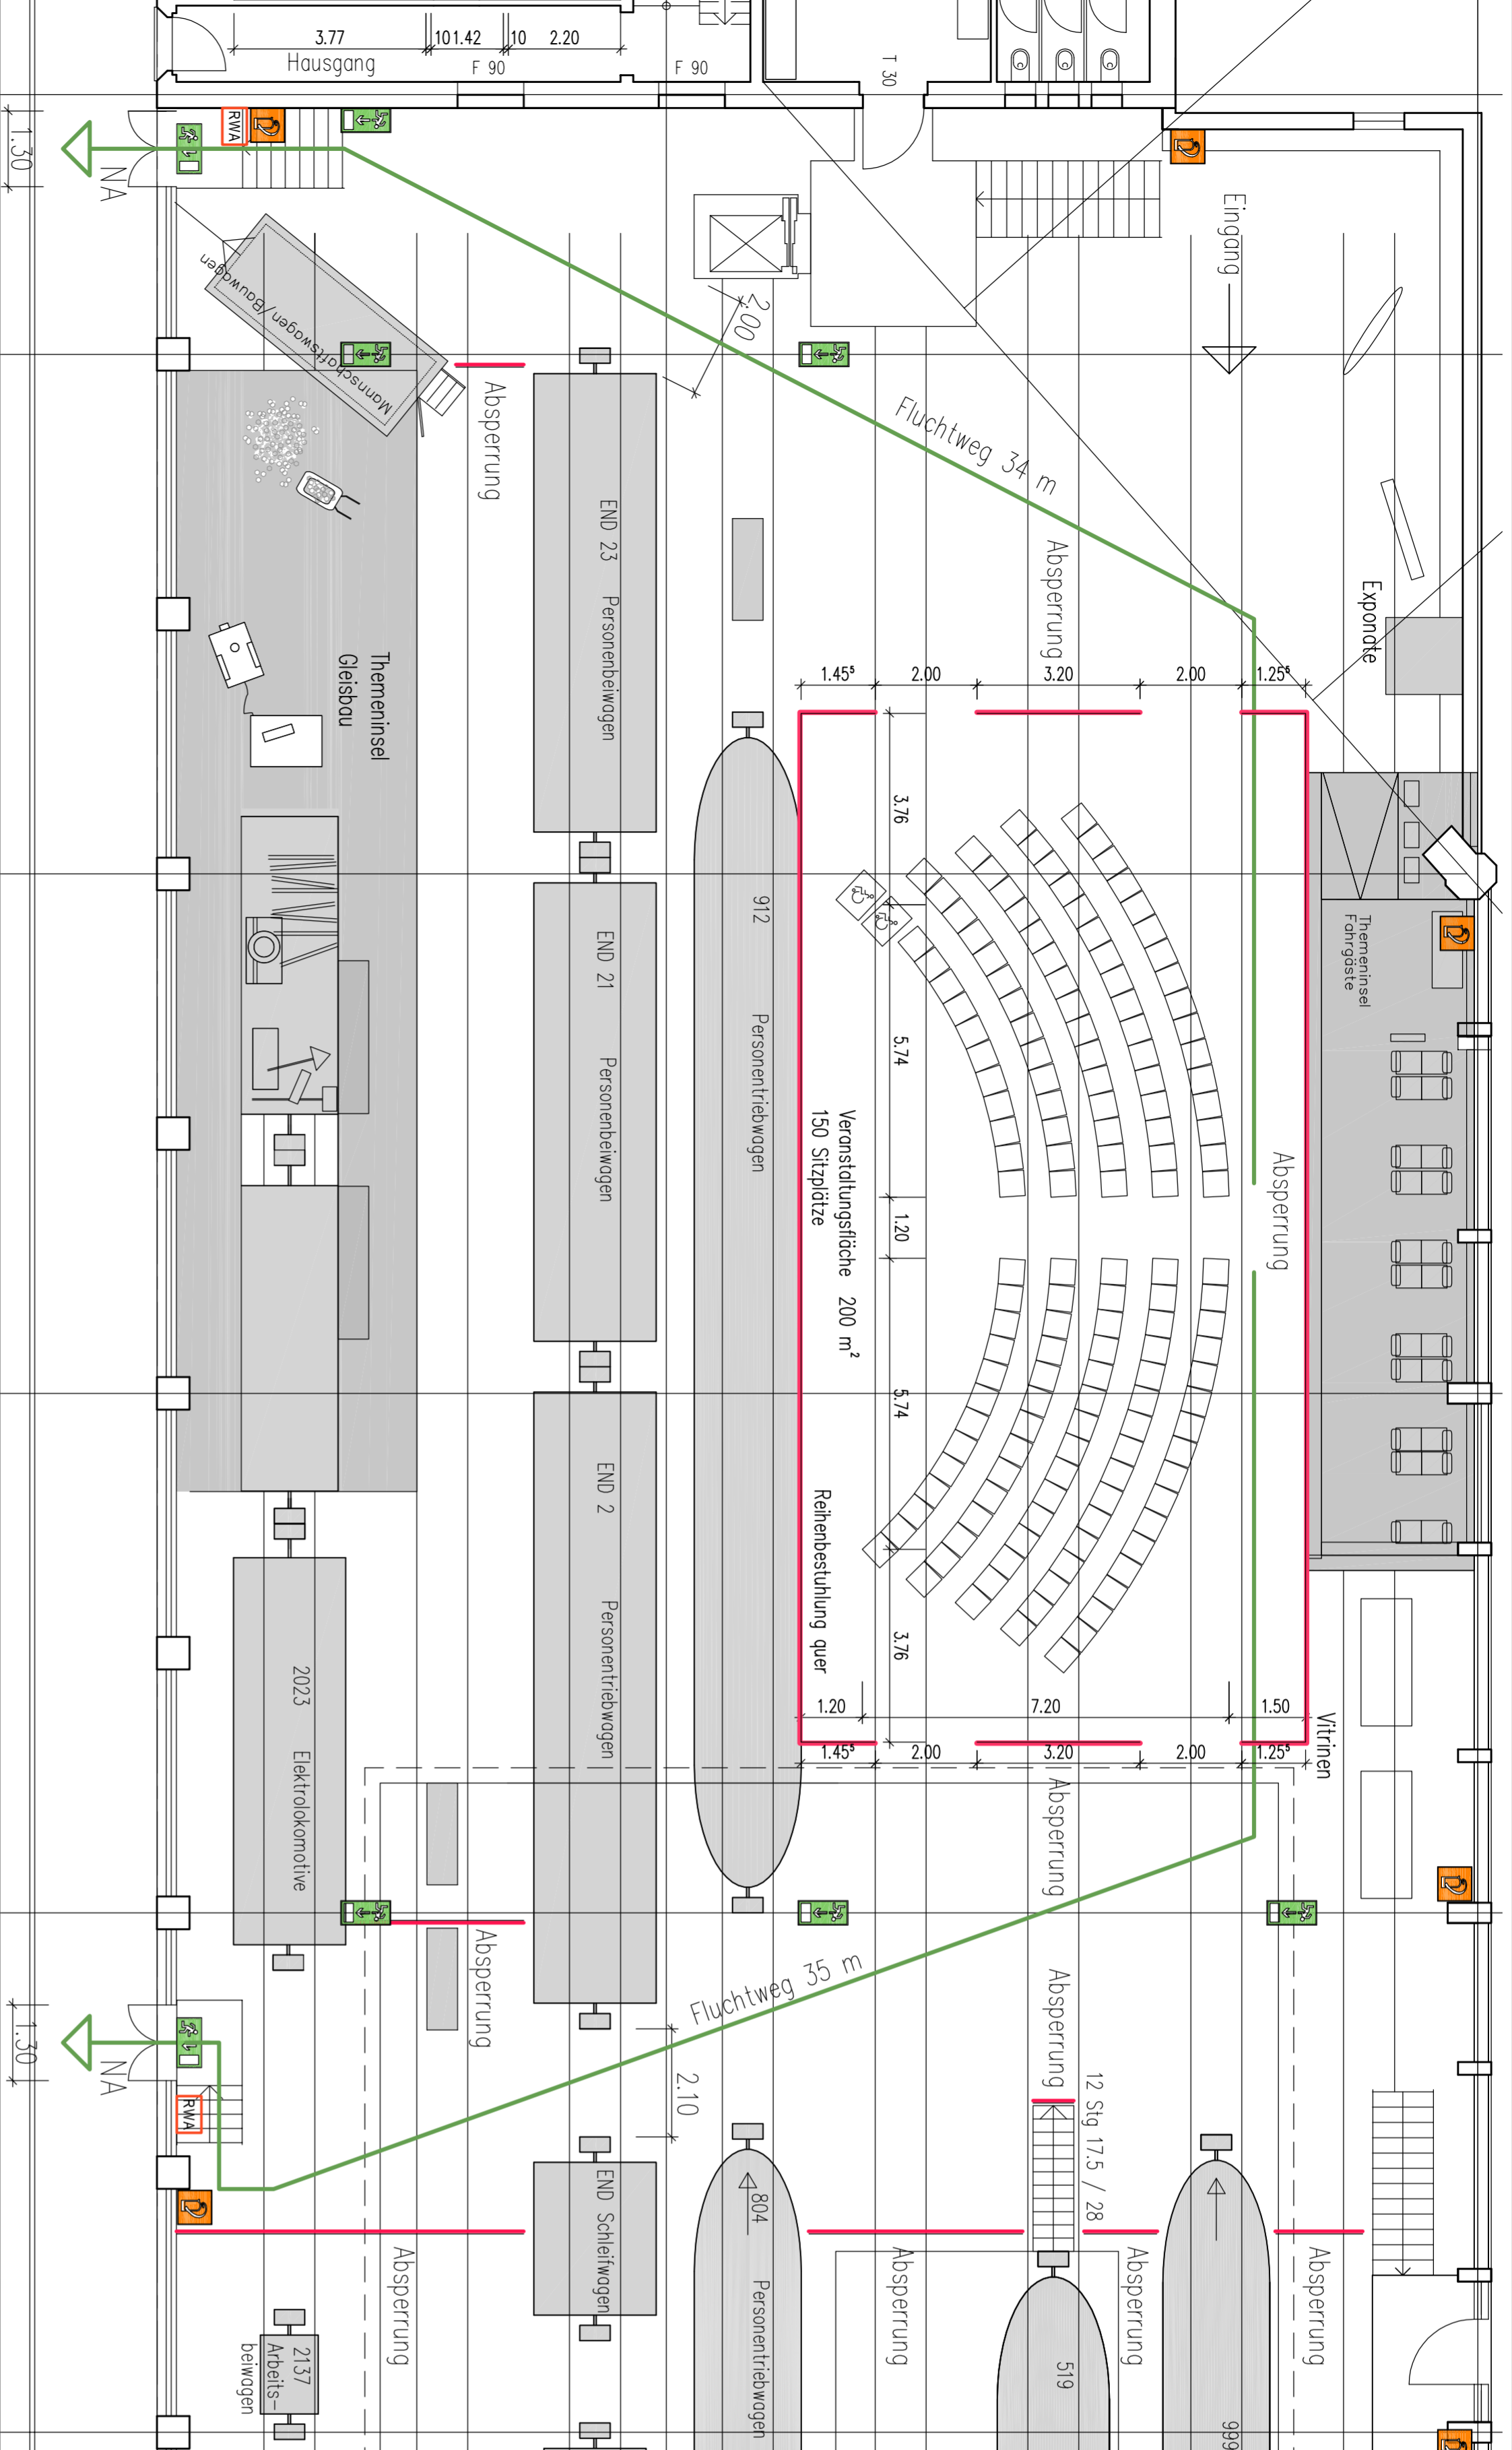 3.77
10
1.42
10
2.20
Hausgang
F 90
F 90
T 30
1.30
NA
RWA
Eingang
Mannschaftswagen/Bauwagen
2.00
Absperrung
Fluchtweg 34 m
Absperrung
Exponate
END 23 Personenbeiwagen
Themeninsel
Gleisbau
1.45⁵
2.00
3.20
2.00
1.25⁵
3.76
5.74
1.20
5.74
3.76
912 Personentriebwagen
END 21 Personenbeiwagen
Themeninsel
Fahrgäste
Absperrung
Veranstaltungsfläche 200 m²
150 Sitzplätze
Reihenbestuhlung quer
END 2 Personentriebwagen
1.20
7.20
1.50
1.45⁵
2.00
3.20
2.00
1.25⁵
Vitrinen
2023 Elektrolokomotive
Absperrung
Absperrung
Fluchtweg 35 m
Absperrung
12 Stg 17.5 / 28
2.10
1.30
NA
RWA
END Schleifwagen
804 Personentriebwagen
Absperrung
Absperrung
Absperrung
Absperrung
2137
Arbeits-
beiwagen
519
999